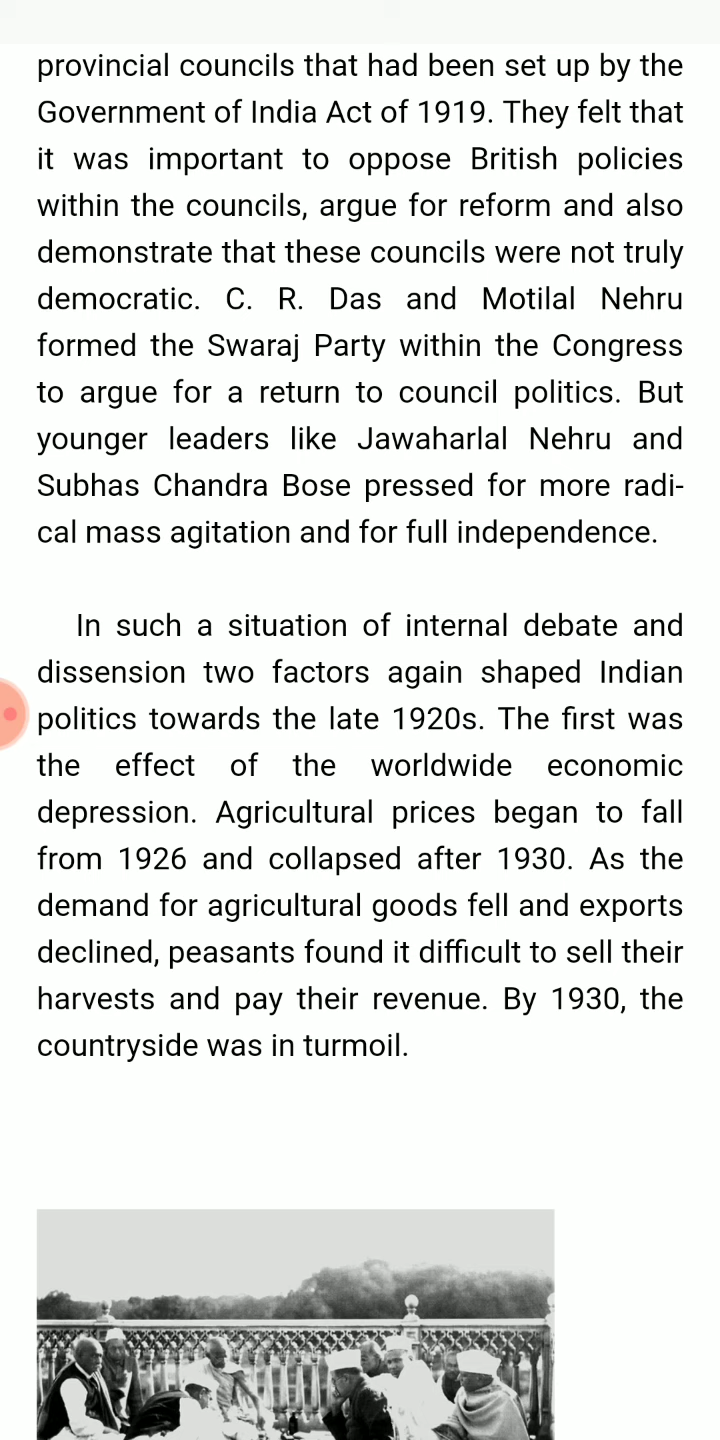 provincial councils that had been set up by the
Government of India Act of 1919. They felt that
it was important to oppose British policies
within the councils, argue for reform and also
demonstrate that these councils were not truly
democratic. C. R. Das and Motilal Nehru
formed the Swaraj Party within the Congress
to argue for a return to council politics. But
younger leaders like Jawaharlal Nehru and
Subhas Chandra Bose pressed for more radi-
cal mass agitation and for full independence.
In such a situation of internal debate and
dissension two factors again shaped Indian
politics towards the late 1920s. The first was
the effect of the worldwide economic
depression. Agricultural prices began to fall
from 1926 and collapsed after 1930. As the
demand for agricultural goods fell and exports
declined, peasants found it difficult to sell their
harvests and pay their revenue. By 1930, the
countryside was in turmoil.